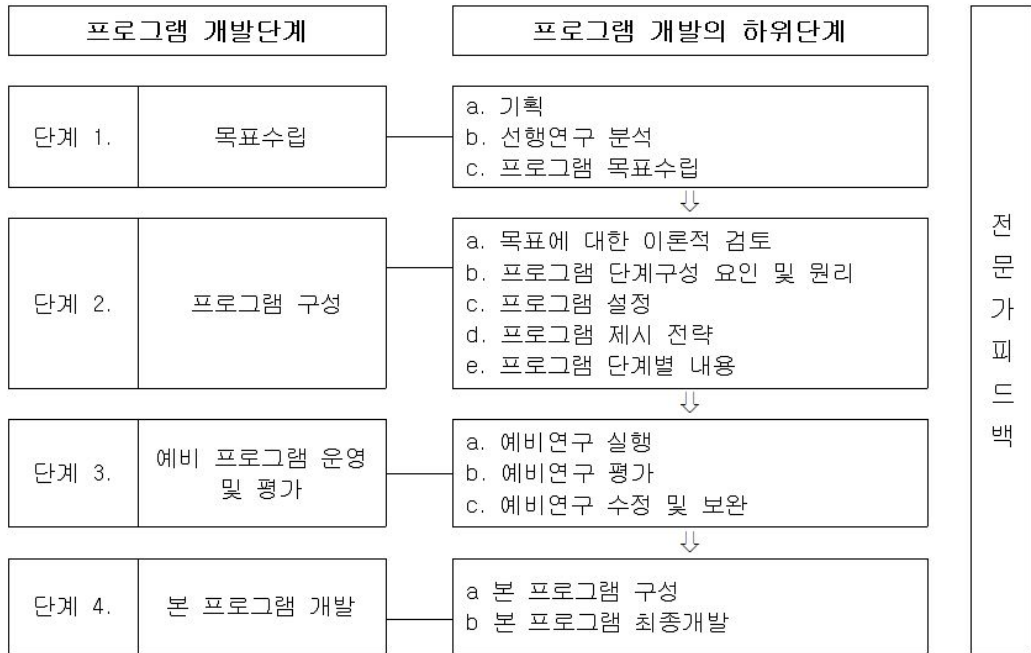 프로그램 개발단계
프로그램 개발의 하위단계
단계 1.
목표수립
a. 기획
b. 선행연구 분석
c. 프로그램 목표수립
⇩
단계 2.
프로그램 구성
a. 목표에 대한 이론적 검토
b. 프로그램 단계구성 요인 및 원리
c. 프로그램 설정
d. 프로그램 제시 전략
e. 프로그램 단계별 내용
⇩
단계 3.
예비 프로그램 운영
및 평가
a. 예비연구 실행
b. 예비연구 평가
c. 예비연구 수정 및 보완
⇩
단계 4.
본 프로그램 개발
a 본 프로그램 구성
b 본 프로그램 최종개발
전
문
가
피
드
백